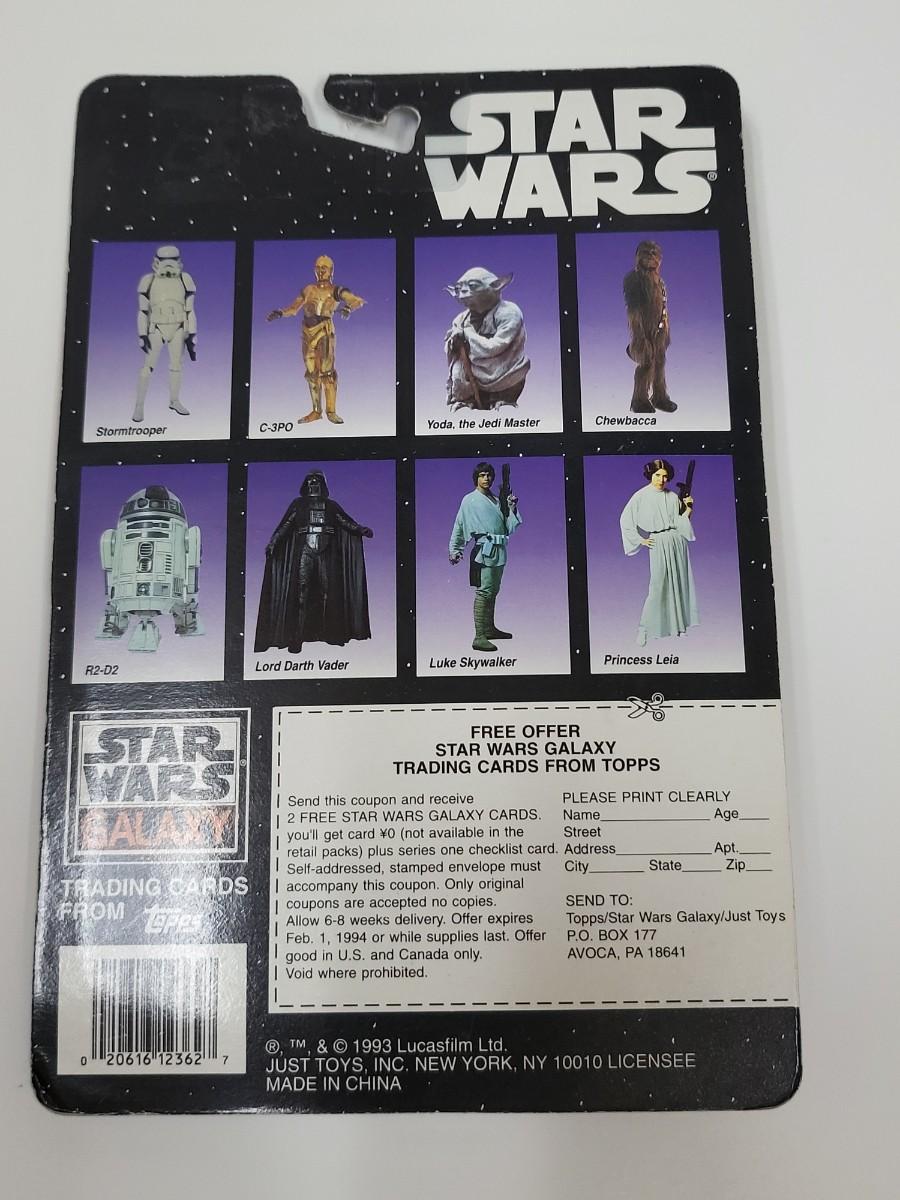 STAR
WARS®
Stormtrooper
C-3PO
Yoda, the Jedi Master
Chewbacca
R2-D2
Lord Darth Vader
Luke Skywalker
Princess Leia
STAR
WARS®
GALAXY
TRADING CARDS
FROM Topps
FREE OFFER
STAR WARS GALAXY
TRADING CARDS FROM TOPPS
Send this coupon and receive
2 FREE STAR WARS GALAXY CARDS.
you'll get card ¥0 (not available in the
retail packs) plus series one checklist card.
Self-addressed, stamped envelope must
accompany this coupon. Only original
coupons are accepted no copies.
Allow 6-8 weeks delivery. Offer expires
Feb. 1, 1994 or while supplies last. Offer
good in U.S. and Canada only.
Void where prohibited.
PLEASE PRINT CLEARLY
Name__________ Age___
Street
Address_________ Apt.___
City_____ State____ Zip___
SEND TO:
Topps/Star Wars Galaxy/Just Toys
P.O. BOX 177
AVOCA, PA 18641
0 20616 12362 7
®, ™, & © 1993 Lucasfilm Ltd.
JUST TOYS, INC. NEW YORK, NY 10010 LICENSEE
MADE IN CHINA